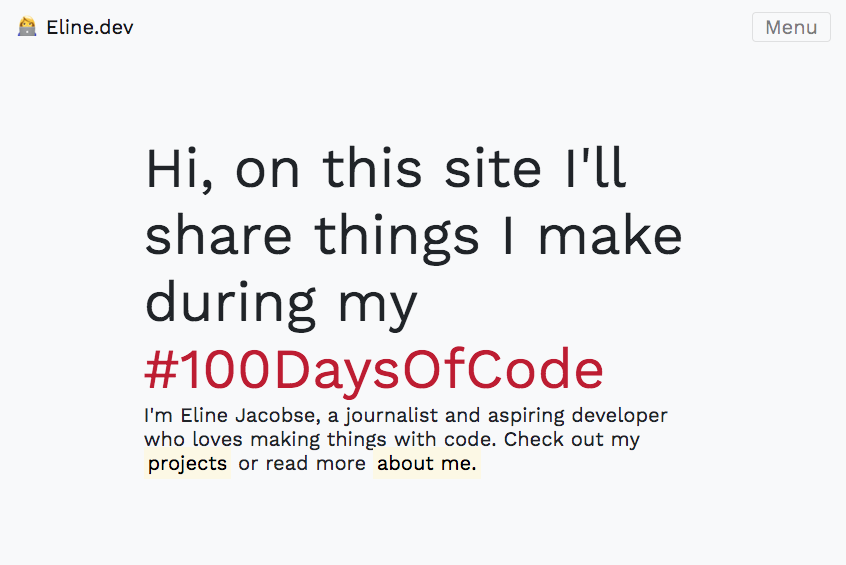 Eline.dev
Menu
Hi, on this site I'll
share things I make
during my
#100DaysOfCode
I'm Eline Jacobse, a journalist and aspiring developer
who loves making things with code. Check out my
projects or read more about me.